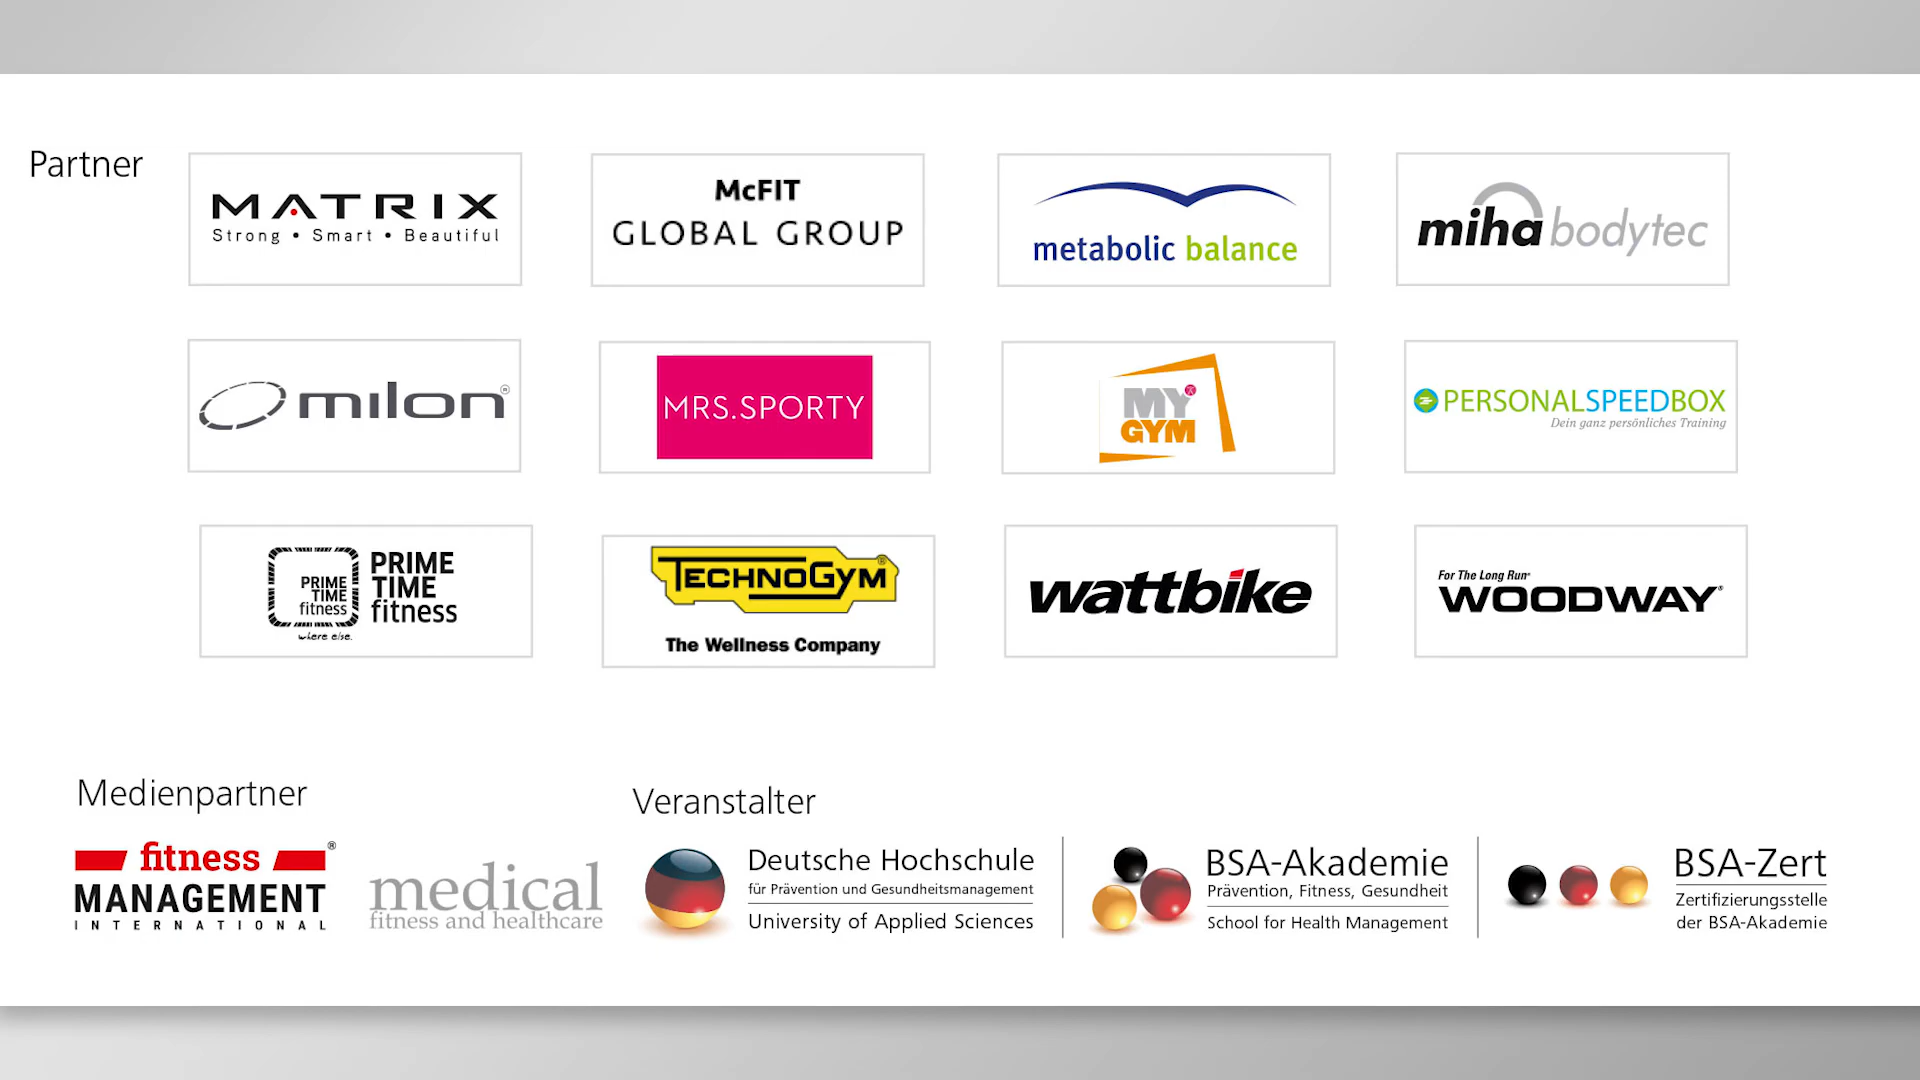 Partner
MATRIX
Strong • Smart • Beautiful
McFIT
GLOBAL GROUP
metabolic balance
miha bodytec
milon®
MRS.SPORTY
MY
GYM
PERSONALSPEEDBOX
Dein ganz persönliches Training
PRIME
TIME
fitness
where else.
PRIME
TIME
fitness
TECHNOGYM®
The Wellness Company
wattbike
For The Long Run®
WOODWAY®
Medienpartner
fitness®
MANAGEMENT
INTERNATIONAL
medical
fitness and healthcare
Veranstalter
Deutsche Hochschule
für Prävention und Gesundheitsmanagement
University of Applied Sciences
BSA-Akademie
Prävention, Fitness, Gesundheit
School for Health Management
BSA-Zert
Zertifizierungsstelle
der BSA-Akademie